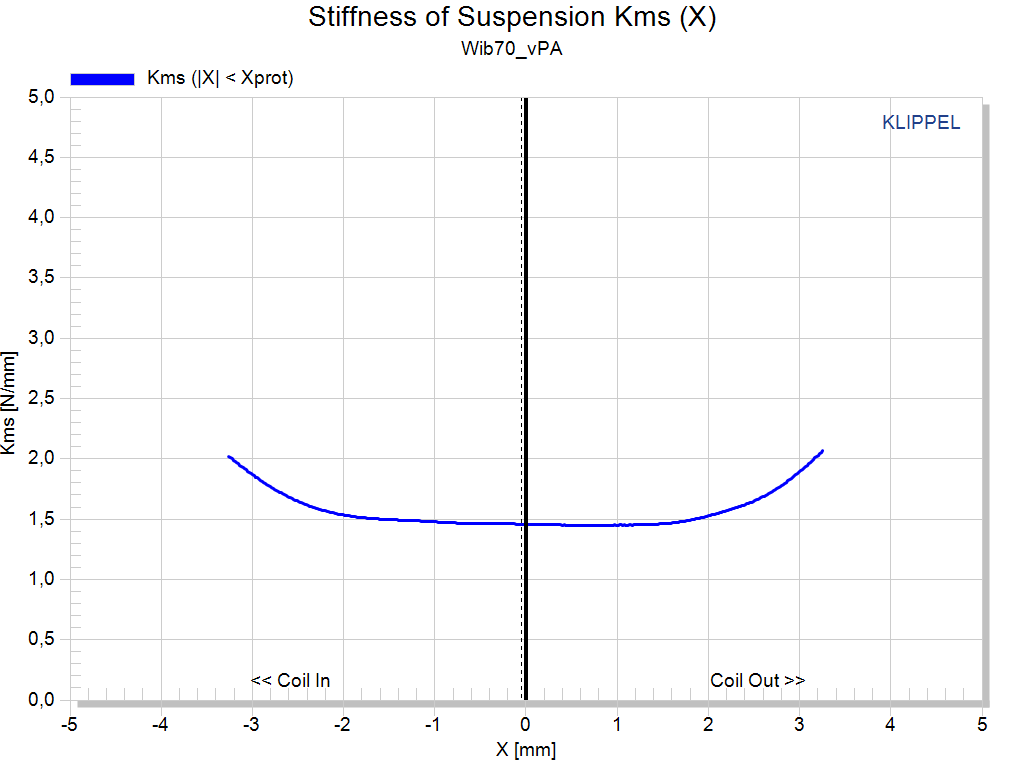 Stiffness of Suspension Kms (X)
Wib70_vPA
Kms (|X| < Xprot)
KLIPPEL
5,0
4,5
4,0
3,5
3,0
2,5
2,0
1,5
1,0
0,5
0,0
Kms [N/mm]
<< Coil In
Coil Out >>
-5 -4 -3 -2 -1 0 1 2 3 4 5
X [mm]